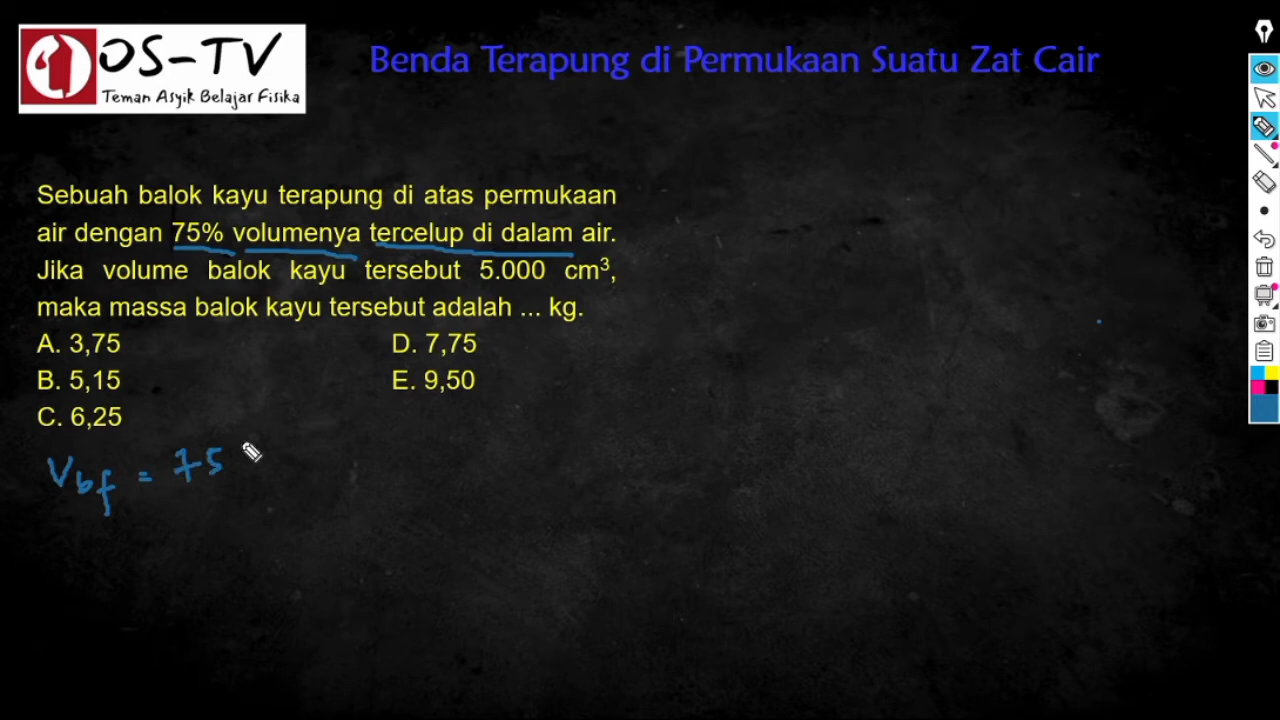 OS-TV
Teman Asyik Belajar Fisika
Benda Terapung di Permukaan Suatu Zat Cair
Sebuah balok kayu terapung di atas permukaan
air dengan 75% volumenya tercelup di dalam air.
Jika volume balok kayu tersebut 5.000 cm³,
maka massa balok kayu tersebut adalah ... kg.
A. 3,75 D. 7,75
B. 5,15 E. 9,50
C. 6,25
Vbf = 75